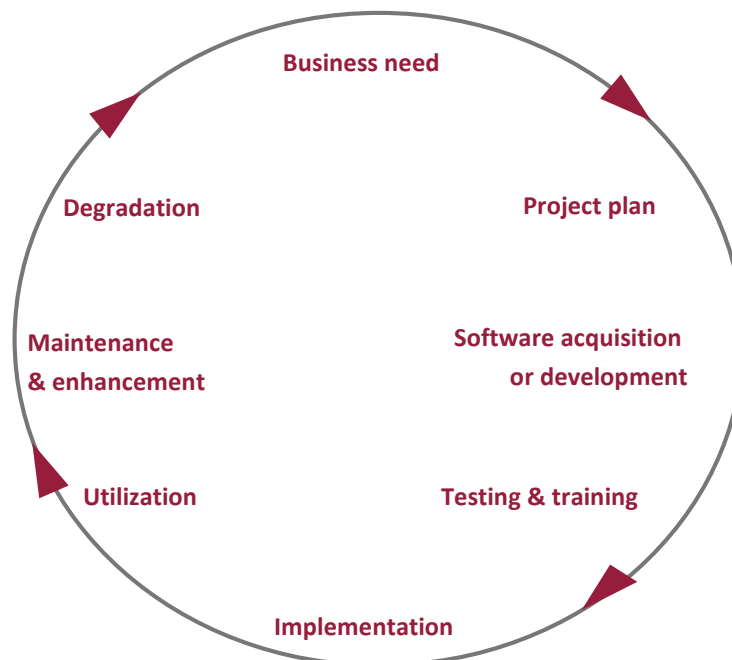 Business need
Project plan
Software acquisition
or development
Testing & training
Implementation
Utilization
Maintenance
& enhancement
Degradation